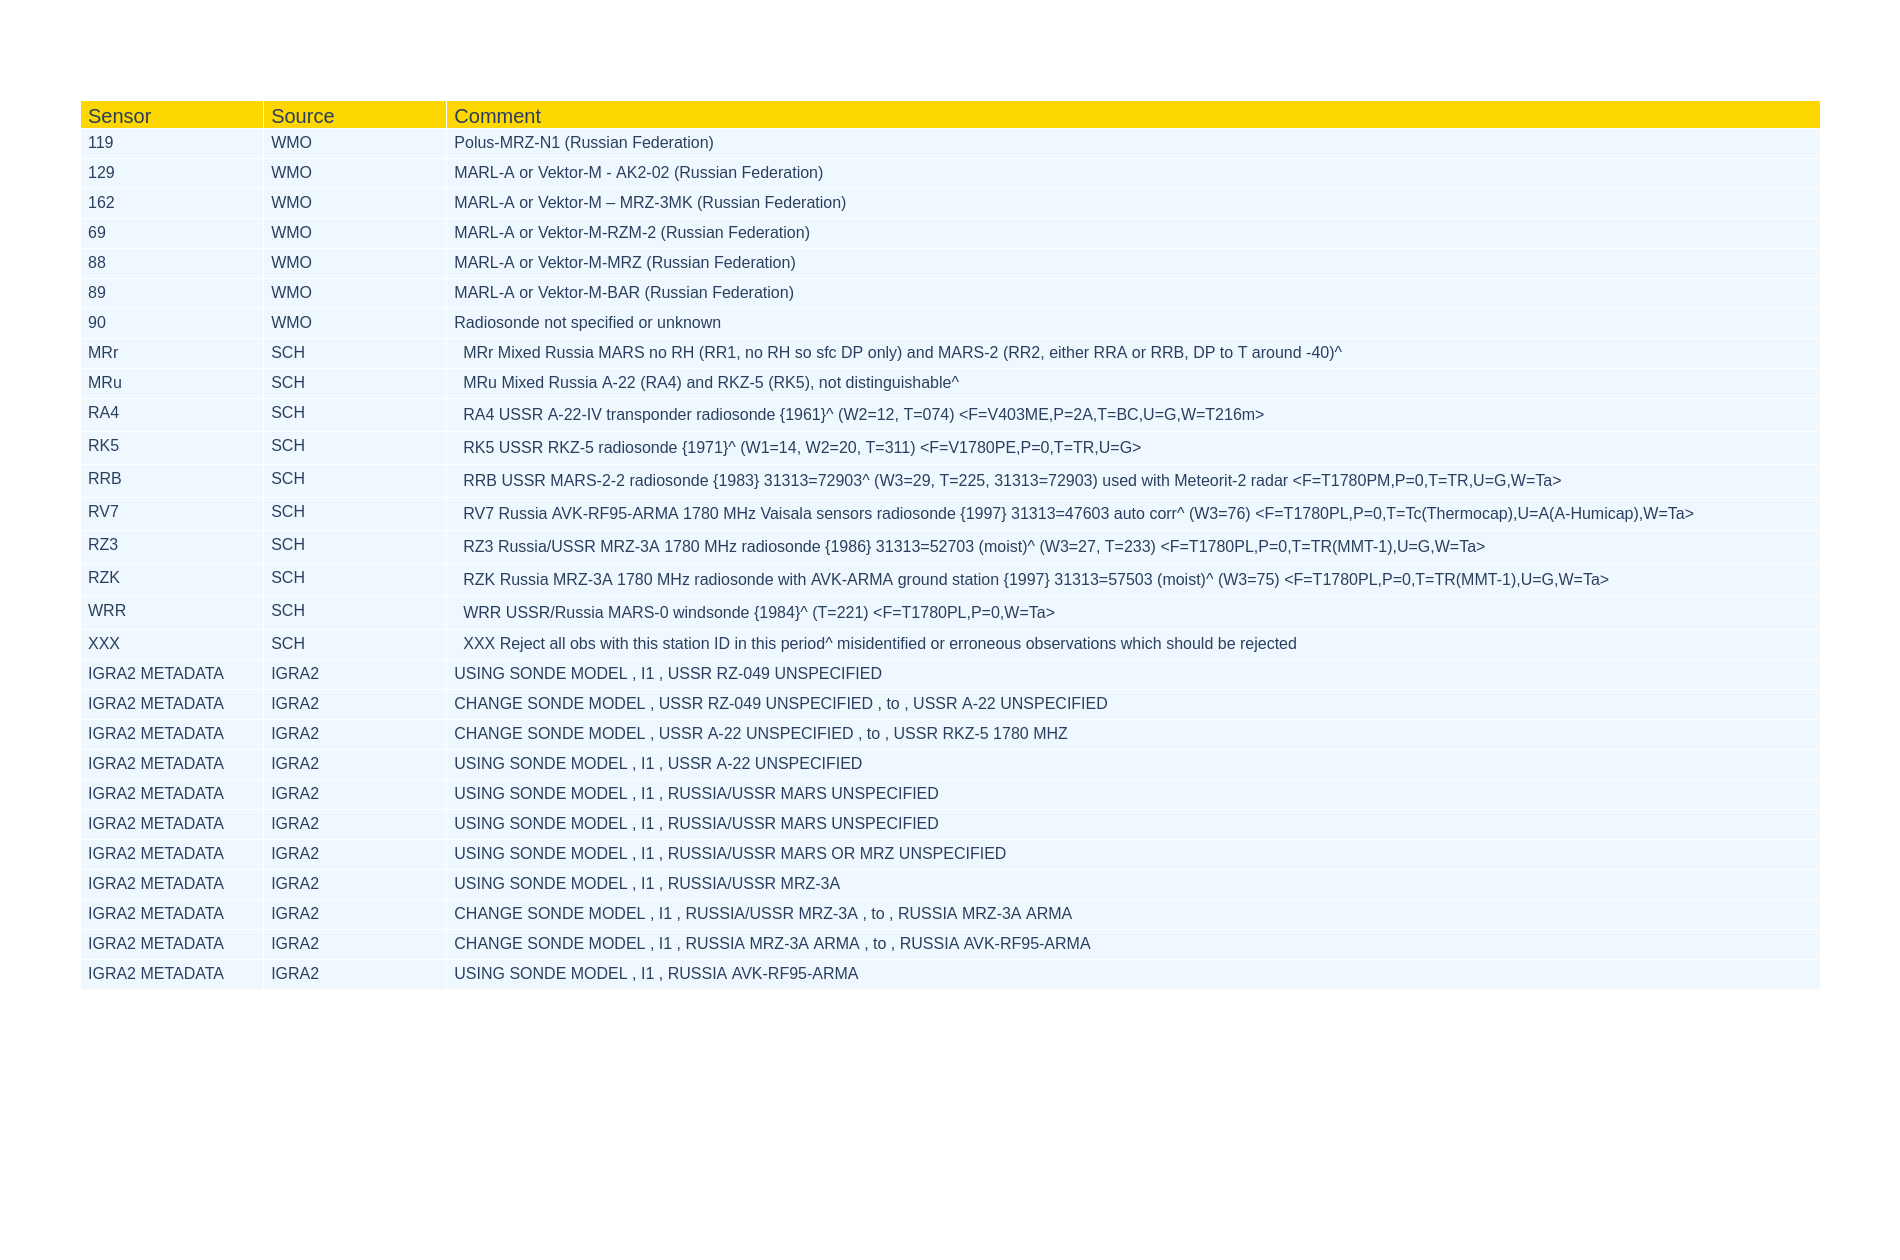 Sensor Source Comment
119 WMO Polus-MRZ-N1 (Russian Federation)
129 WMO MARL-A or Vektor-M - AK2-02 (Russian Federation)
162 WMO MARL-A or Vektor-M – MRZ-3MK (Russian Federation)
69 WMO MARL-A or Vektor-M-RZM-2 (Russian Federation)
88 WMO MARL-A or Vektor-M-MRZ (Russian Federation)
89 WMO MARL-A or Vektor-M-BAR (Russian Federation)
90 WMO Radiosonde not specified or unknown
MRr SCH MRr Mixed Russia MARS no RH (RR1, no RH so sfc DP only) and MARS-2 (RR2, either RRA or RRB, DP to T around -40)^
MRu SCH MRu Mixed Russia A-22 (RA4) and RKZ-5 (RK5), not distinguishable^
RA4 SCH RA4 USSR A-22-IV transponder radiosonde {1961}^ (W2=12, T=074) <F=V403ME,P=2A,T=BC,U=G,W=T216m>
RK5 SCH RK5 USSR RKZ-5 radiosonde {1971}^ (W1=14, W2=20, T=311) <F=V1780PE,P=0,T=TR,U=G>
RRB SCH RRB USSR MARS-2-2 radiosonde {1983} 31313=72903^ (W3=29, T=225, 31313=72903) used with Meteorit-2 radar <F=T1780PM,P=0,T=TR,U=G,W=Ta>
RV7 SCH RV7 Russia AVK-RF95-ARMA 1780 MHz Vaisala sensors radiosonde {1997} 31313=47603 auto corr^ (W3=76) <F=T1780PL,P=0,T=Tc(Thermocap),U=A(A-Humicap),W=Ta>
RZ3 SCH RZ3 Russia/USSR MRZ-3A 1780 MHz radiosonde {1986} 31313=52703 (moist)^ (W3=27, T=233) <F=T1780PL,P=0,T=TR(MMT-1),U=G,W=Ta>
RZK SCH RZK Russia MRZ-3A 1780 MHz radiosonde with AVK-ARMA ground station {1997} 31313=57503 (moist)^ (W3=75) <F=T1780PL,P=0,T=TR(MMT-1),U=G,W=Ta>
WRR SCH WRR USSR/Russia MARS-0 windsonde {1984}^ (T=221) <F=T1780PL,P=0,W=Ta>
XXX SCH XXX Reject all obs with this station ID in this period^ misidentified or erroneous observations which should be rejected
IGRA2 METADATA IGRA2 USING SONDE MODEL , I1 , USSR RZ-049 UNSPECIFIED
IGRA2 METADATA IGRA2 CHANGE SONDE MODEL , USSR RZ-049 UNSPECIFIED , to , USSR A-22 UNSPECIFIED
IGRA2 METADATA IGRA2 CHANGE SONDE MODEL , USSR A-22 UNSPECIFIED , to , USSR RKZ-5 1780 MHZ
IGRA2 METADATA IGRA2 USING SONDE MODEL , I1 , USSR A-22 UNSPECIFIED
IGRA2 METADATA IGRA2 USING SONDE MODEL , I1 , RUSSIA/USSR MARS UNSPECIFIED
IGRA2 METADATA IGRA2 USING SONDE MODEL , I1 , RUSSIA/USSR MARS UNSPECIFIED
IGRA2 METADATA IGRA2 USING SONDE MODEL , I1 , RUSSIA/USSR MARS OR MRZ UNSPECIFIED
IGRA2 METADATA IGRA2 USING SONDE MODEL , I1 , RUSSIA/USSR MRZ-3A
IGRA2 METADATA IGRA2 CHANGE SONDE MODEL , I1 , RUSSIA/USSR MRZ-3A , to , RUSSIA MRZ-3A ARMA
IGRA2 METADATA IGRA2 CHANGE SONDE MODEL , I1 , RUSSIA MRZ-3A ARMA , to , RUSSIA AVK-RF95-ARMA
IGRA2 METADATA IGRA2 USING SONDE MODEL , I1 , RUSSIA AVK-RF95-ARMA